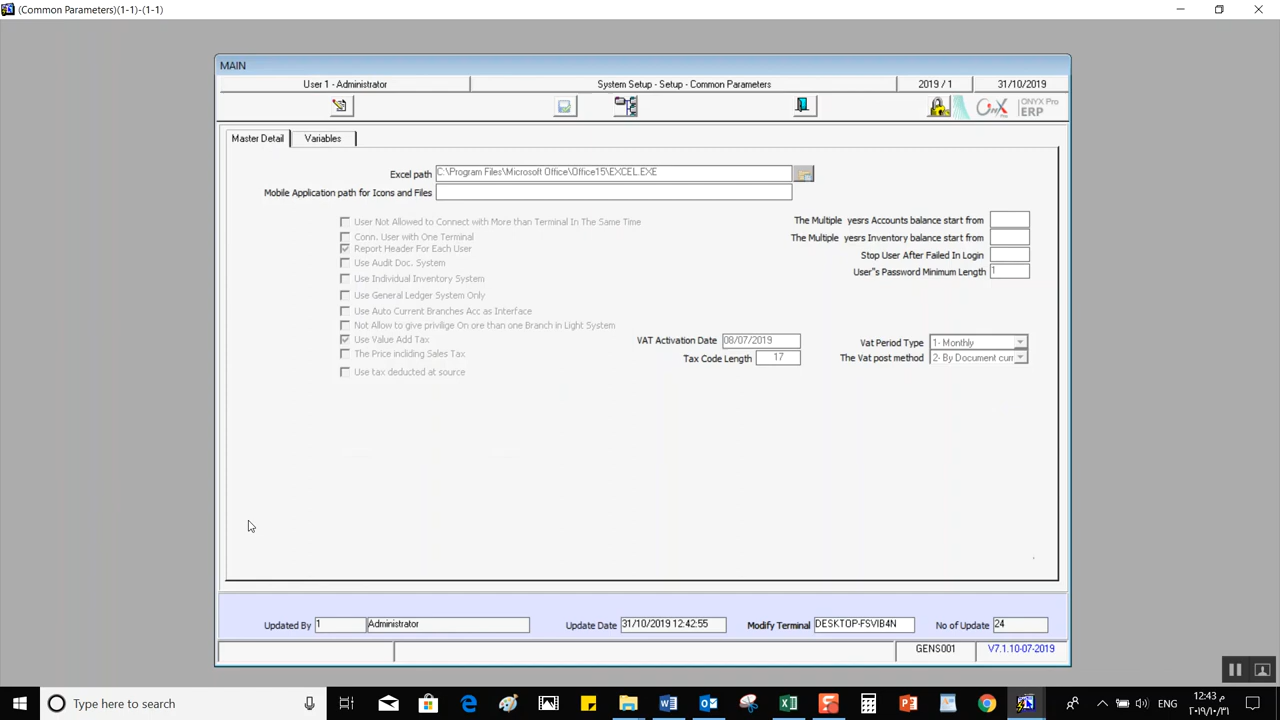 (Common Parameters)(1-1)-(1-1)
MAIN
User 1 - Administrator
System Setup - Setup - Common Parameters
2019 / 1
31/10/2019
ONYX Pro
ERP
Master Detail
Variables
Excel path C:\Program Files\Microsoft Office\Office15\EXCEL.EXE
Mobile Application path for Icons and Files
User Not Allowed to Connect with More than Terminal In The Same Time
The Multiple yesrs Accounts balance start from
Conn. User with One Terminal
The Multiple yesrs Inventory balance start from
Report Header For Each User
Stop User After Failed In Login
Use Audit Doc. System
User"s Password Minimum Length 1
Use Individual Inventory System
Use General Ledger System Only
Use Auto Current Branches Acc as Interface
Not Allow to give privilige On ore than one Branch in Light System
Use Value Add Tax
VAT Activation Date 08/07/2019
Vat Period Type 1- Monthly
The Price inclding Sales Tax
Tax Code Length 17
The Vat post method 2- By Document curr
Use tax deducted at source
Updated By 1 Administrator
Update Date 31/10/2019 12:42:55
Modify Terminal DESKTOP-FSVIB4N
No of Update 24
GENS001
V7.1.10-07-2019
Type here to search
ENG
12:43 م
٢٠١٩/١٠/٣١